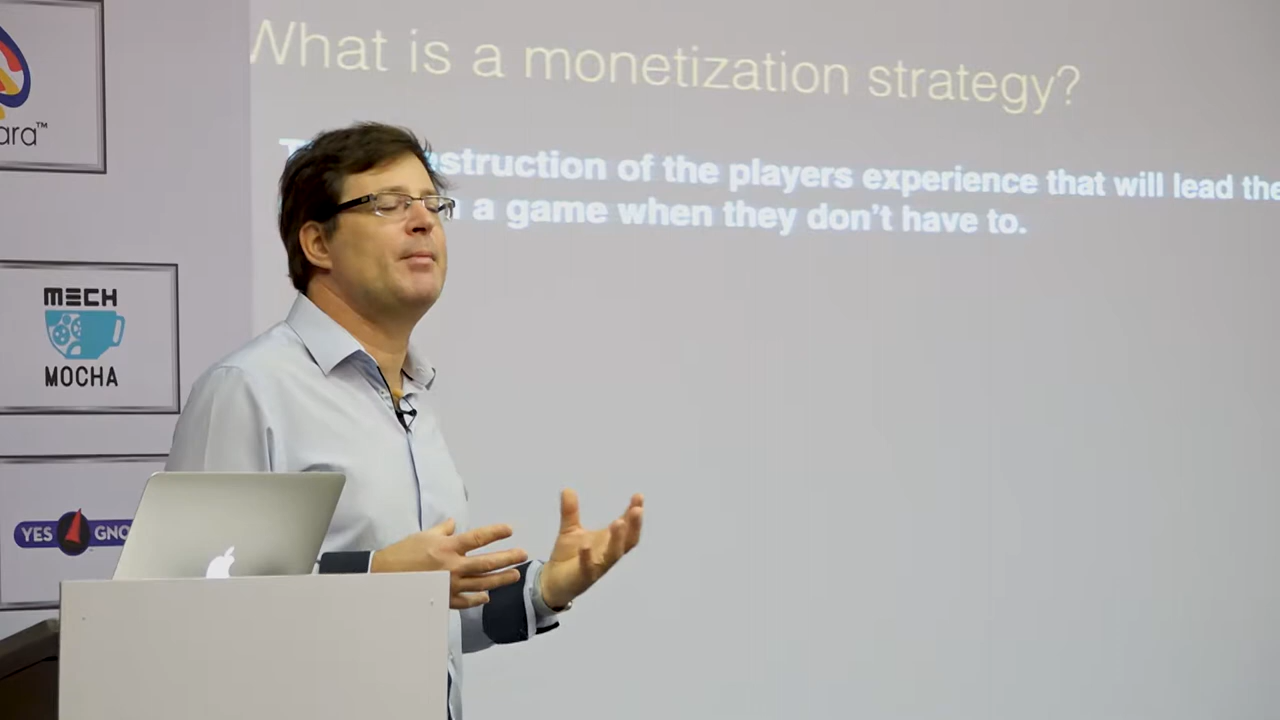 What is a monetization strategy?
struction of the players experience that will lead the
a game when they don't have to.
ara™
MECH
MOCHA
YES GNO